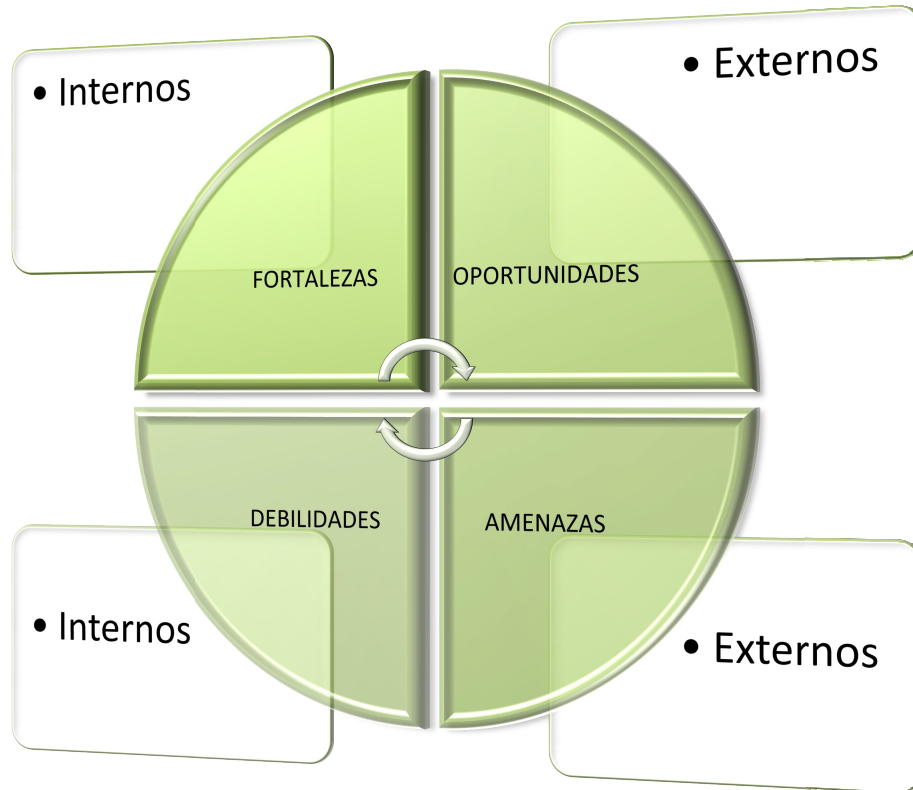 • Internos
• Externos
FORTALEZAS
OPORTUNIDADES
DEBILIDADES
AMENAZAS
• Internos
• Externos